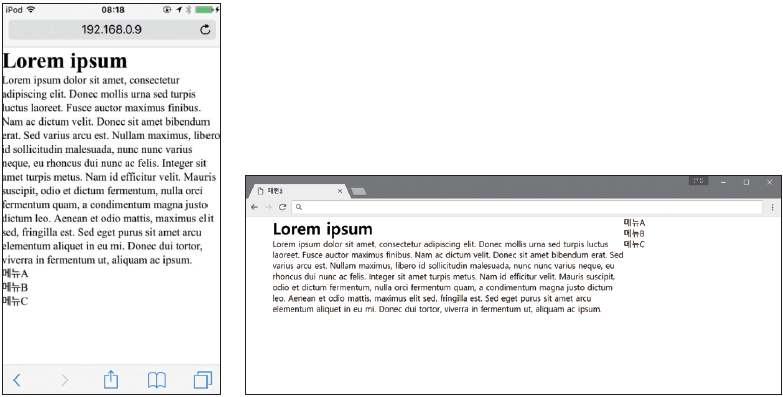 iPod 08:18
192.168.0.9
Lorem ipsum
Lorem ipsum dolor sit amet, consectetur
adipiscing elit. Donec mollis urna sed turpis
luctus laoreet. Fusce auctor maximus finibus.
Nam ac dictum velit. Donec sit amet bibendum
erat. Sed varius arcu est. Nullam maximus, libero
id sollicitudin malesuada, nunc nunc varius
neque, eu rhoncus dui nunc ac felis. Integer sit
amet turpis metus. Nam id efficitur velit. Mauris
suscipit, odio et dictum fermentum, nulla orci
fermentum quam, a condimentum magna justo
dictum leo. Aenean et odio mattis, maximus elit
sed, fringilla est. Sed eget purus sit amet arcu
elementum aliquet in eu mi. Donec dui tortor,
viverra in fermentum ut, aliquam ac ipsum.
메뉴A
메뉴B
메뉴C
Lorem ipsum
Lorem ipsum dolor sit amet, consectetur adipiscing elit. Donec mollis urna sed turpis luctus
laoreet. Fusce auctor maximus finibus. Nam ac dictum velit. Donec sit amet bibendum erat. Sed
varius arcu est. Nullam maximus, libero id sollicitudin malesuada, nunc nunc varius neque, eu
rhoncus dui nunc ac felis. Integer sit amet turpis metus. Nam id efficitur velit. Mauris suscipit,
odio et dictum fermentum, nulla orci fermentum quam, a condimentum magna justo dictum
leo. Aenean et odio mattis, maximus elit sed, fringilla est. Sed eget purus sit amet arcu
elementum aliquet in eu mi. Donec dui tortor, viverra in fermentum ut, aliquam ac ipsum.
메뉴A
메뉴B
메뉴C